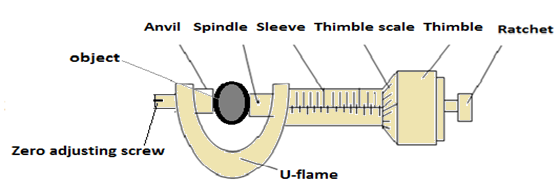 Anvil Spindle Sleeve Thimble scale Thimble Ratchet
object
Zero adjusting screw
U-flame